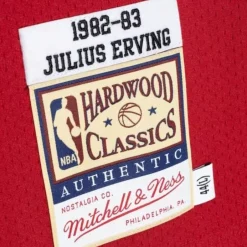 1982-83
JULIUS ERVING
HARDWOOD
NBA
CLASSICS
AUTHENTIC
NOSTALGIA CO.
Mitchell & Ness
PHILADELPHIA PA.
44(L)